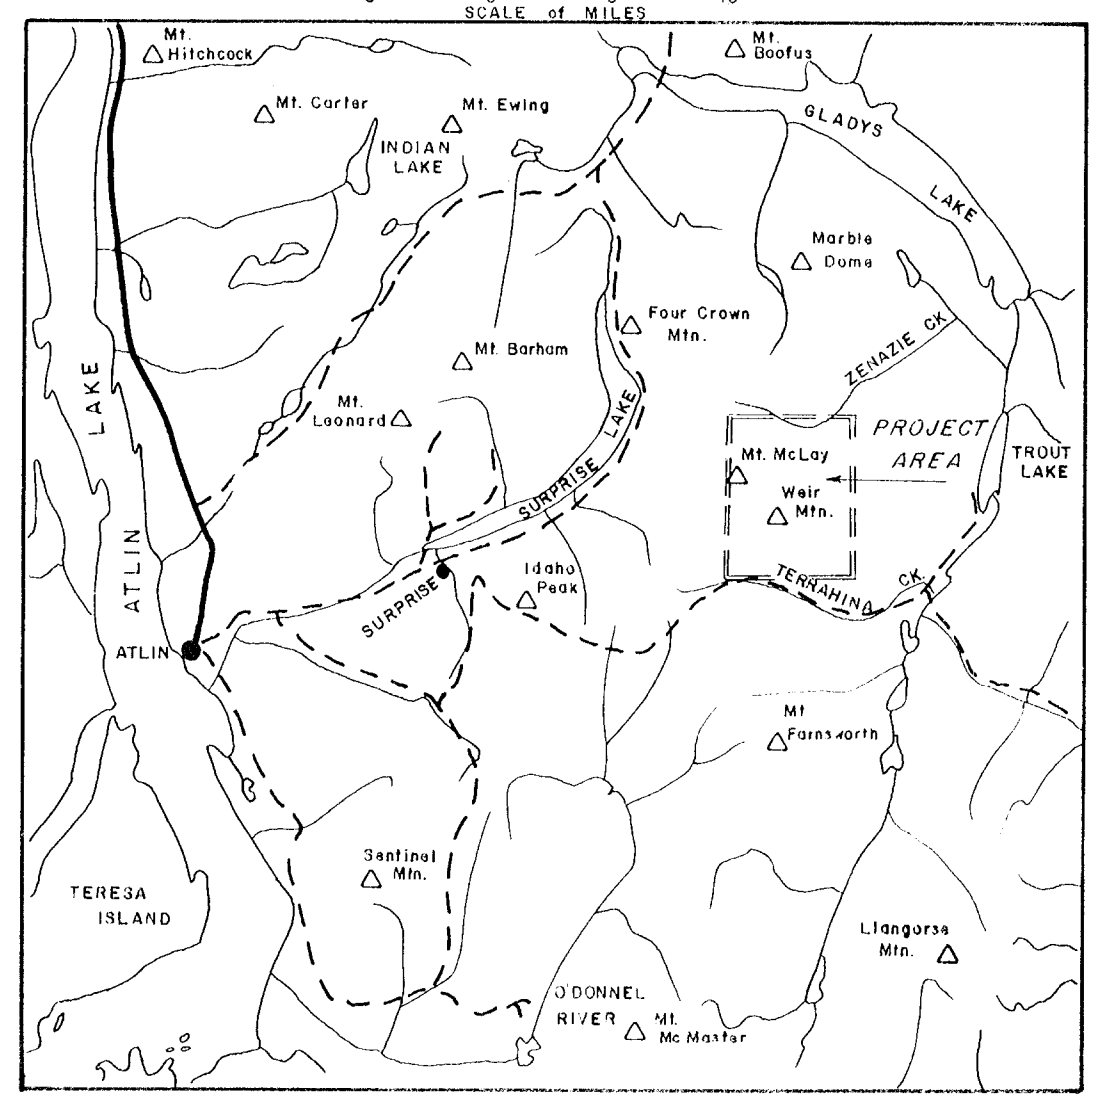 SCALE of MILES
Mt.
Hitchcock
Mt. Carter
Mt. Ewing
INDIAN
LAKE
Mt.
Boofus
GLADYS
LAKE
Marble
Dome
Four Crown
Mtn.
ZENAZIE CK
Mt. Barham
Mt.
Leonard
LAKE
ATLIN
SURPRISE
LAKE
PROJECT
AREA
Mt. McLay
Weir
Mtn.
TROUT
LAKE
Idaho
Peak
SURPRISE
TERRAHINA
CK.
ATLIN
Mt
Farnsworth
Sentinel
Mtn.
TERESA
ISLAND
Llangorse
Mtn.
O'DONNEL
RIVER
Mt.
McMaster